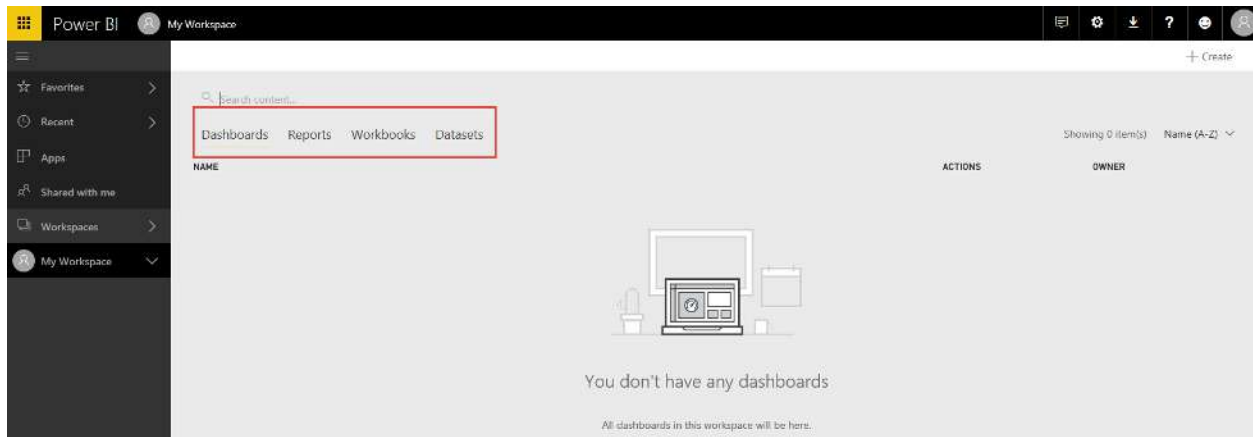 Power BI My Workspace ?
+ Create
Favorites
Search content...
Recent
Dashboards Reports Workbooks Datasets Showing 0 item(s) Name (A-Z)
Apps
NAME ACTIONS OWNER
Shared with me
Workspaces
My Workspace
You don't have any dashboards
All dashboards in this workspace will be here.